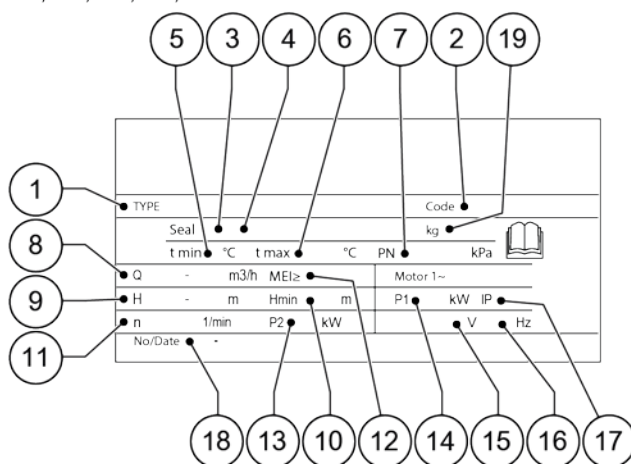 5 3 4 6 7 2 19
1 TYPE Code
Seal kg
t min °C t max °C PN kPa
8 Q - m3/h MEI≥ Motor 1~
9 H - m Hmin m P1 kW IP
11 n 1/min P2 kW V Hz
No/Date -
18 13 10 12 14 15 16 17